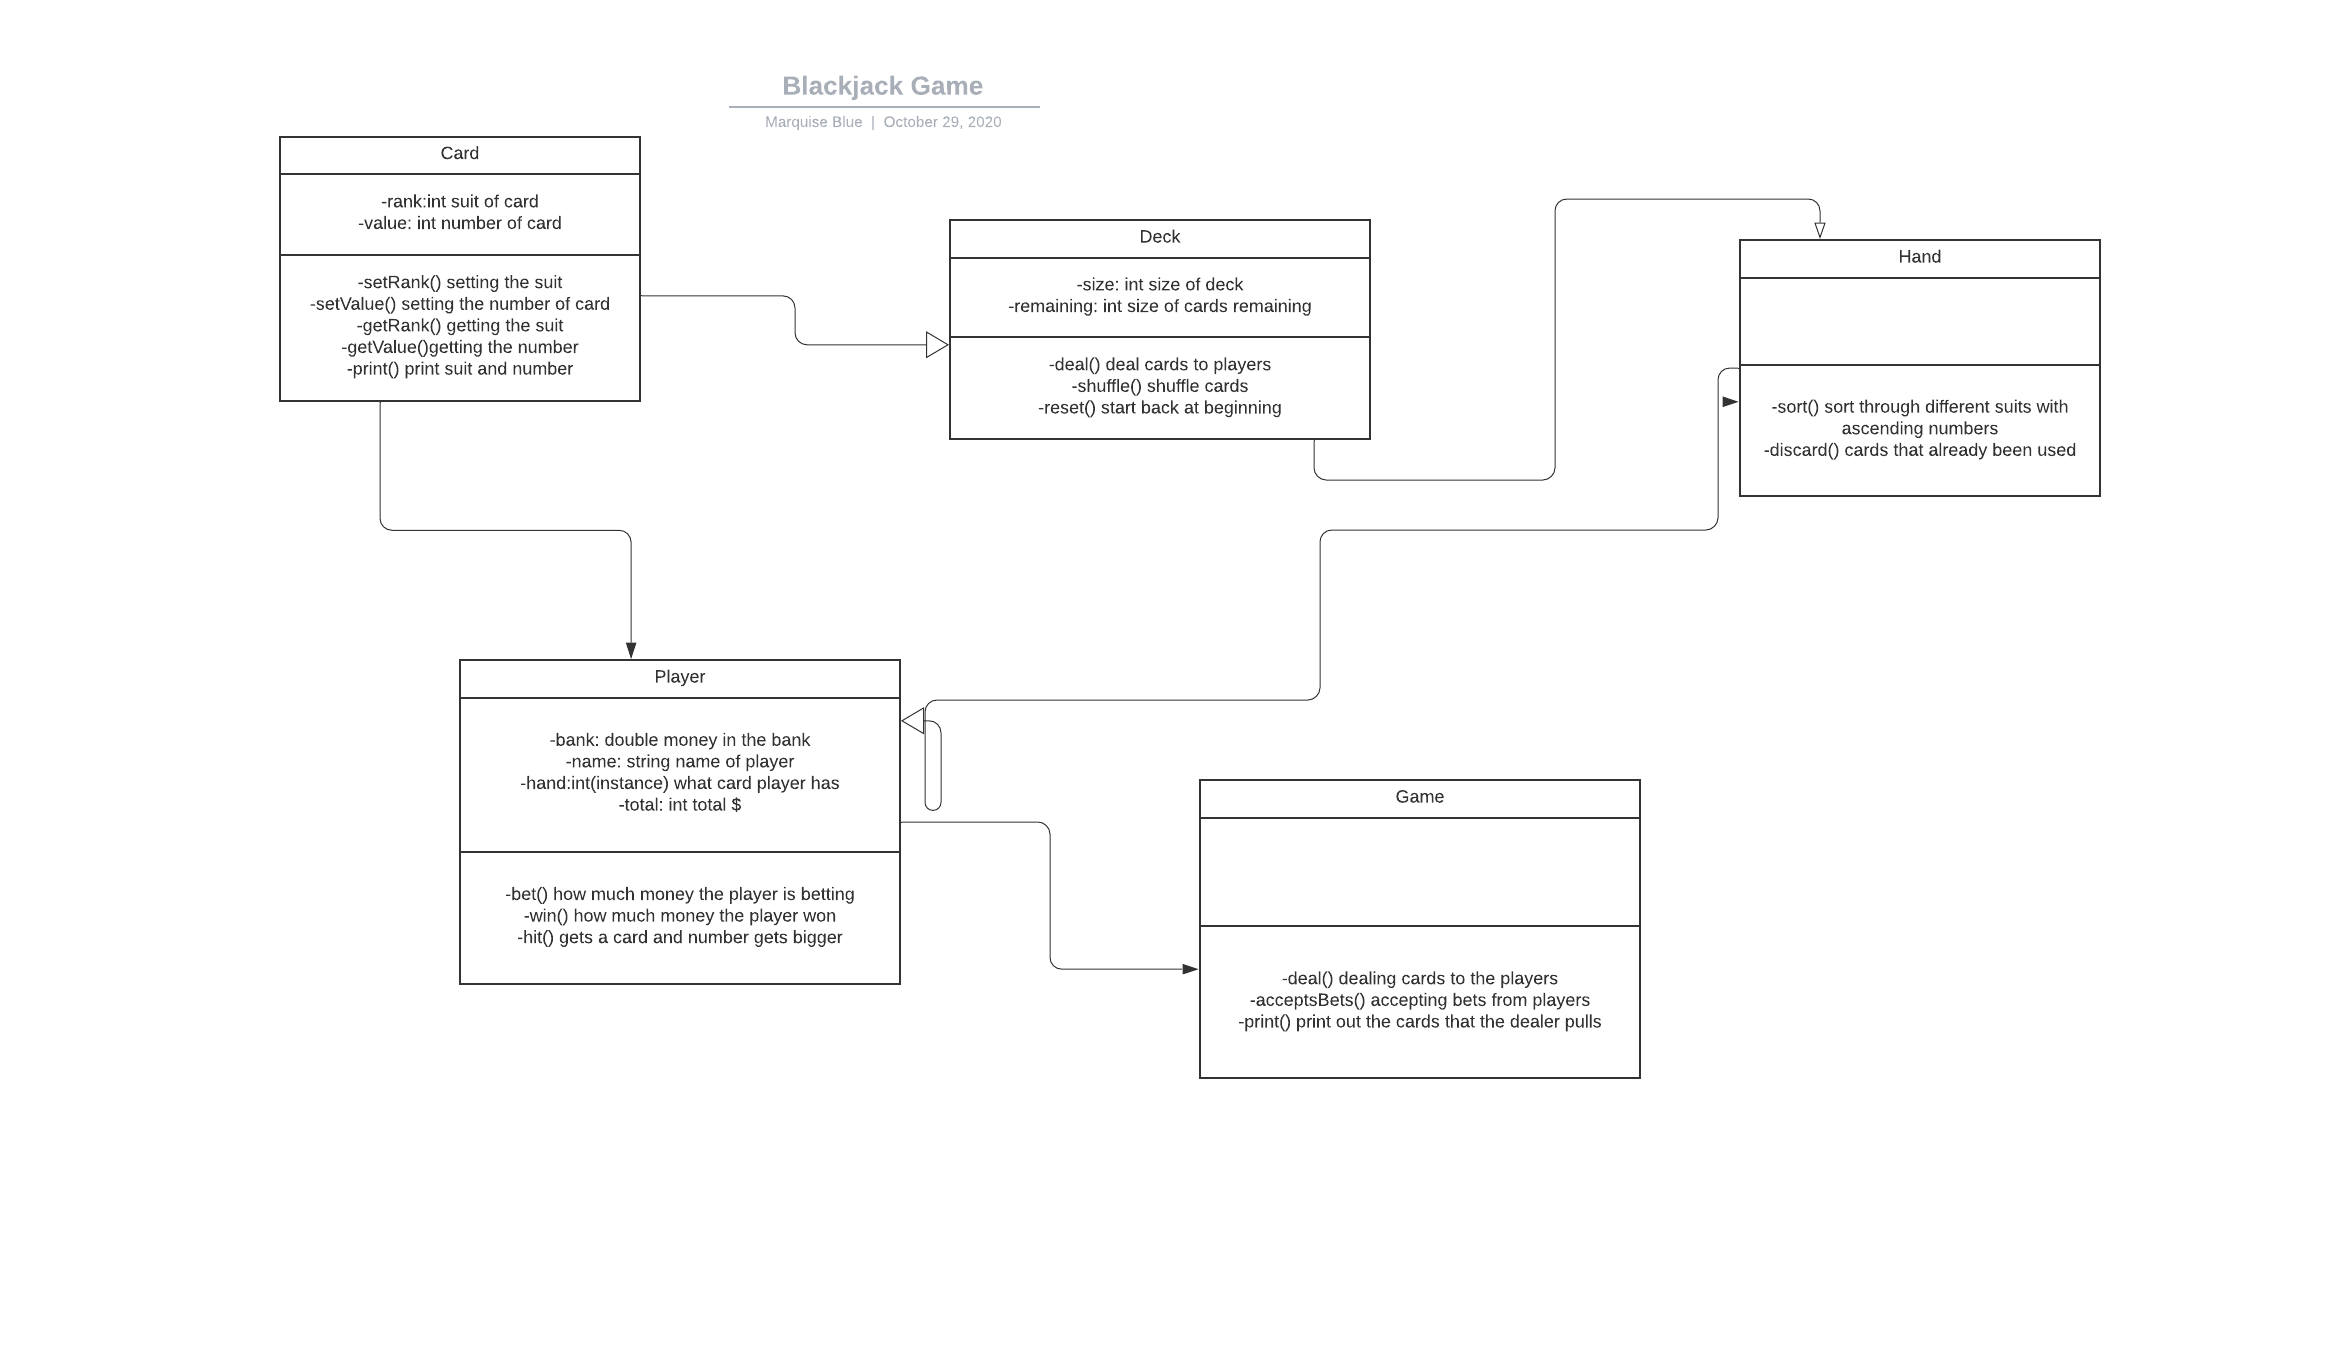 Blackjack Game
Marquise Blue | October 29, 2020
Card
-rank:int suit of card
-value: int number of card
-setRank() setting the suit
-setValue() setting the number of card
-getRank() getting the suit
-getValue()getting the number
-print() print suit and number
Deck
-size: int size of deck
-remaining: int size of cards remaining
-deal() deal cards to players
-shuffle() shuffle cards
-reset() start back at beginning
Hand
-sort() sort through different suits with
ascending numbers
-discard() cards that already been used
Player
-bank: double money in the bank
-name: string name of player
-hand:int(instance) what card player has
-total: int total $
-bet() how much money the player is betting
-win() how much money the player won
-hit() gets a card and number gets bigger
Game
-deal() dealing cards to the players
-acceptsBets() accepting bets from players
-print() print out the cards that the dealer pulls